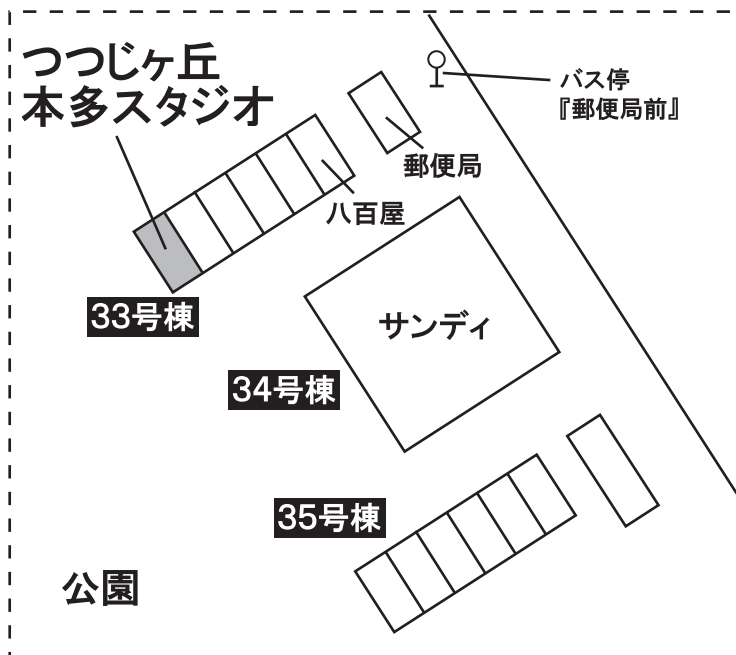 つつじヶ丘
本多スタジオ
バス停
『郵便局前』
郵便局
八百屋
33号棟
サンディ
34号棟
35号棟
公園